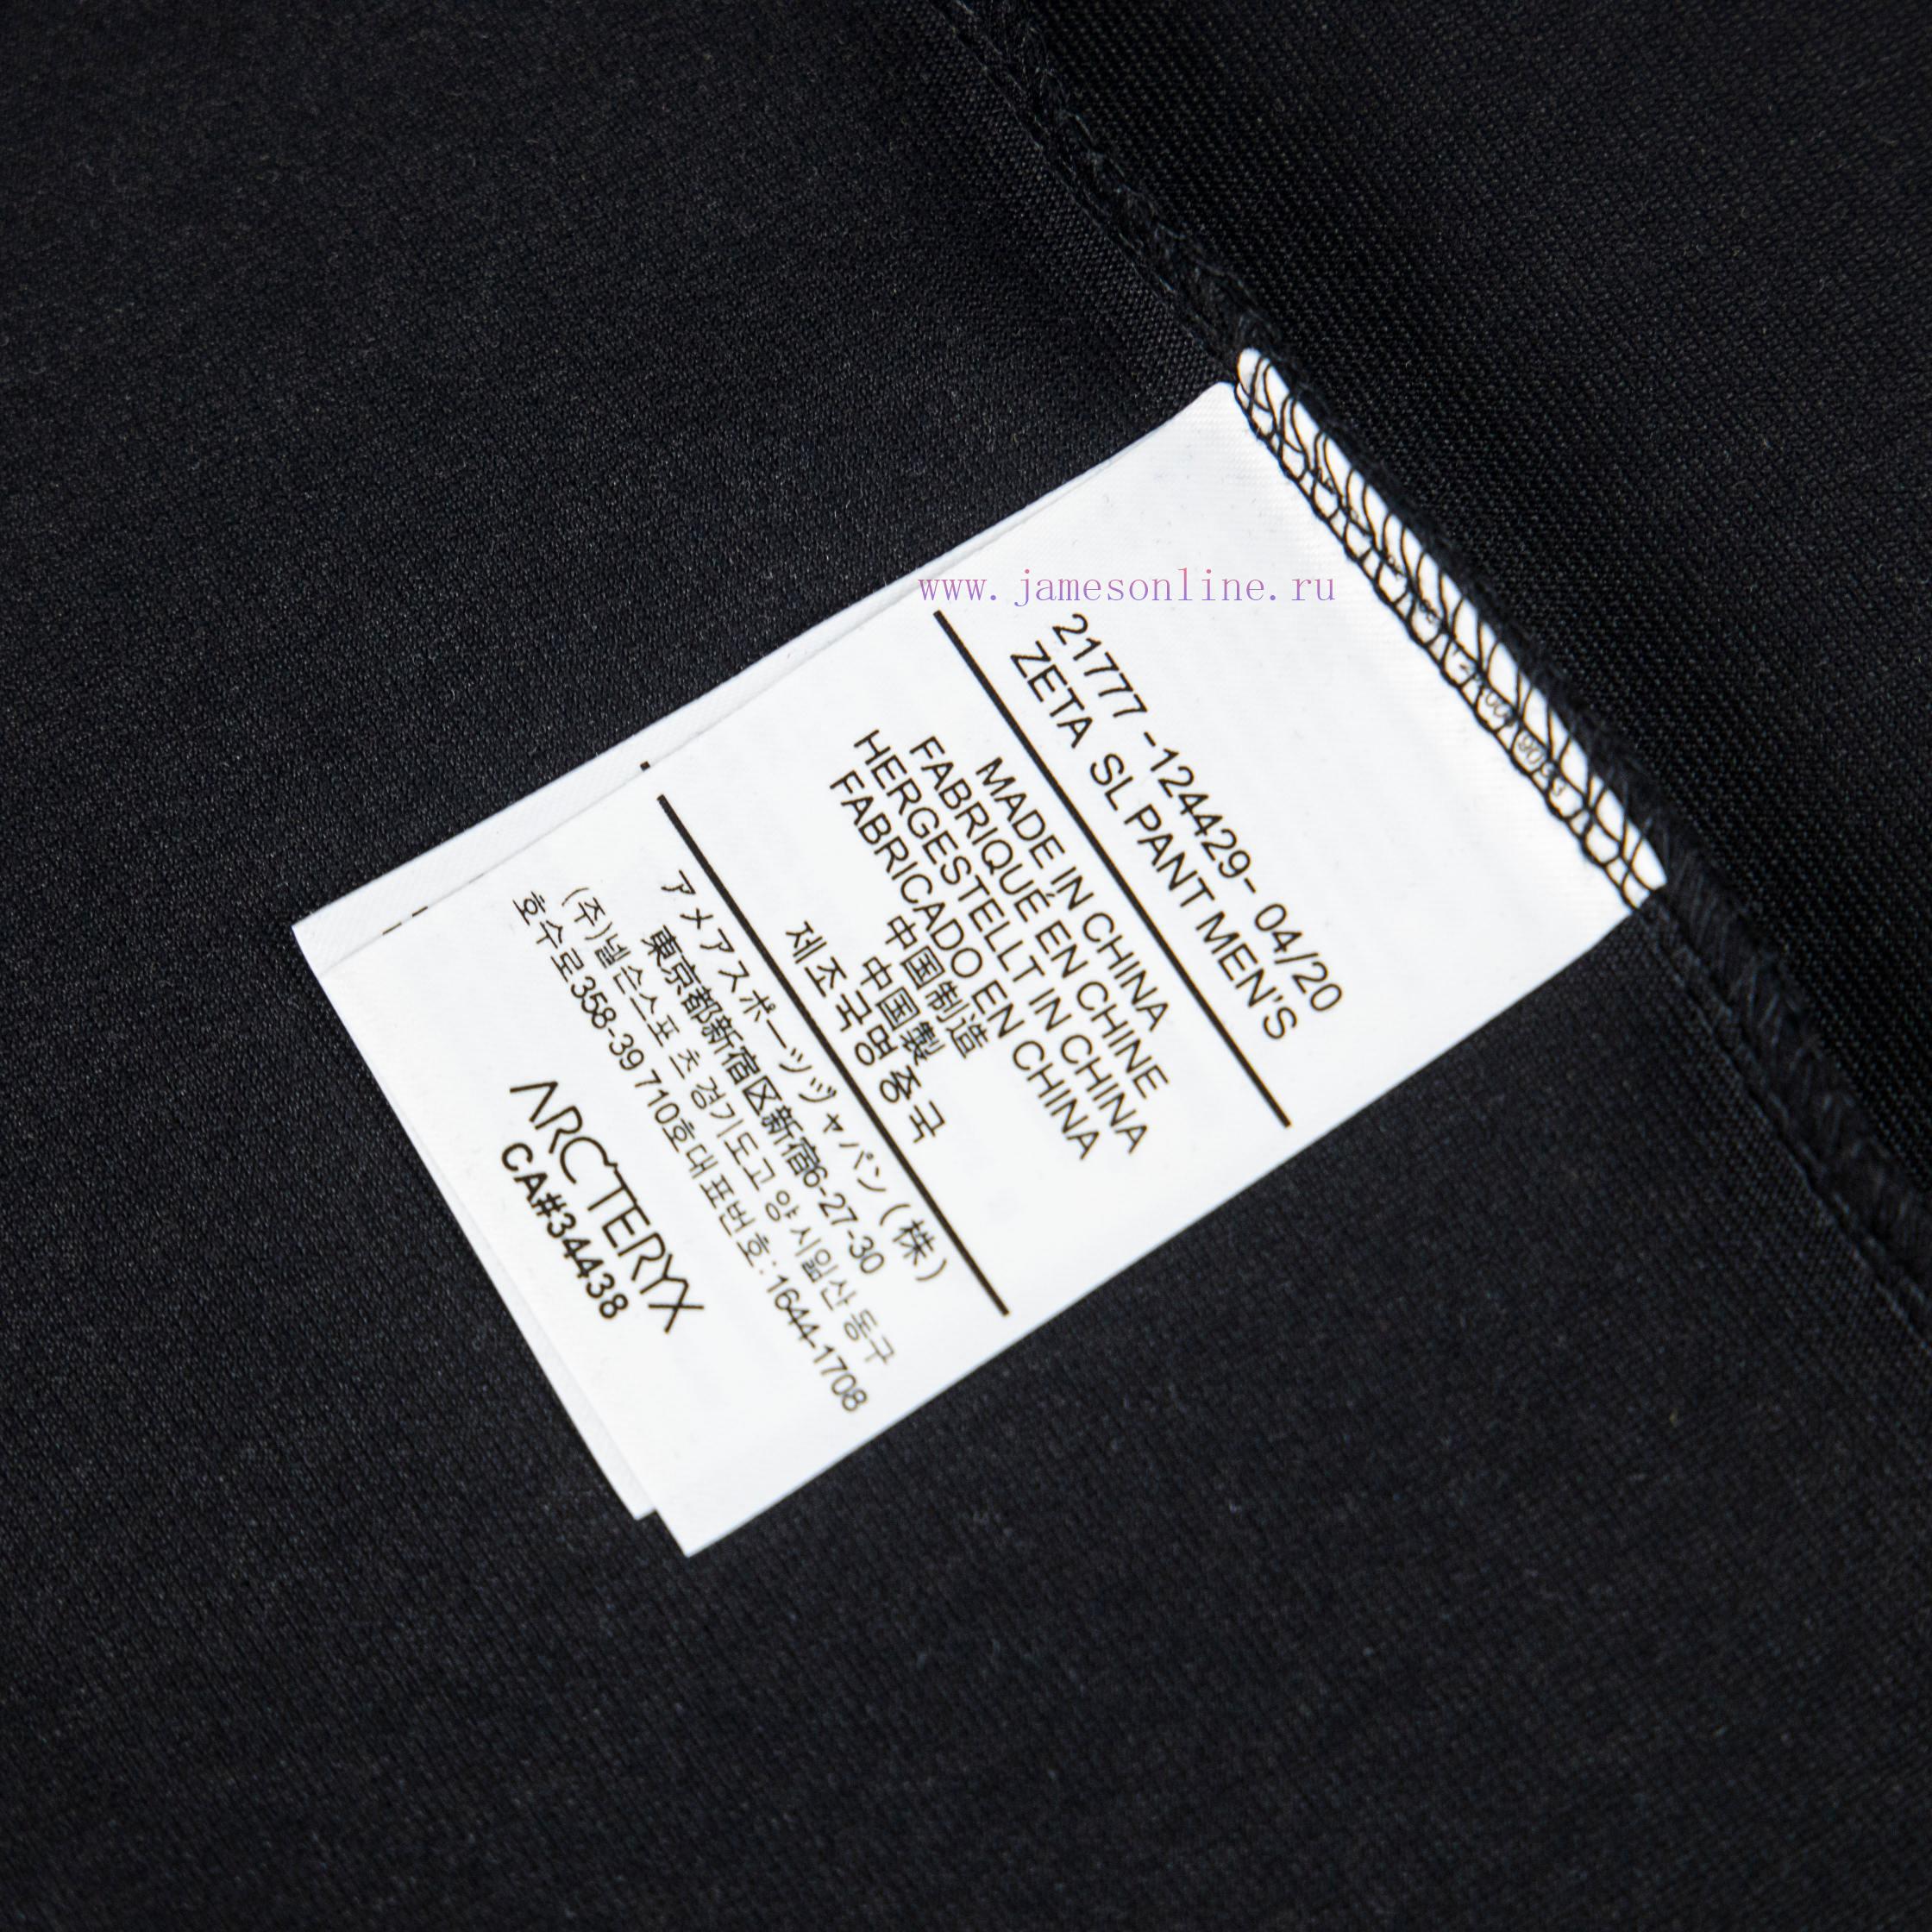 www.jamesonline.ru
21777 -124429- 04/20
ZETA SL PANT MEN'S
MADE IN CHINA
FABRIQUÉ EN CHINE
HERGESTELLT IN CHINA
FABRICADO EN CHINA
中国制造
中国製
제조국명 중국
アメアスポーツジャパン(株)
東京都新宿区新宿6-27-30
(주)넬슨스포츠 경기도고양시일산동구
호수로358-39 710호대표번호:1644-1708
ARC'TERYX
CA#34438